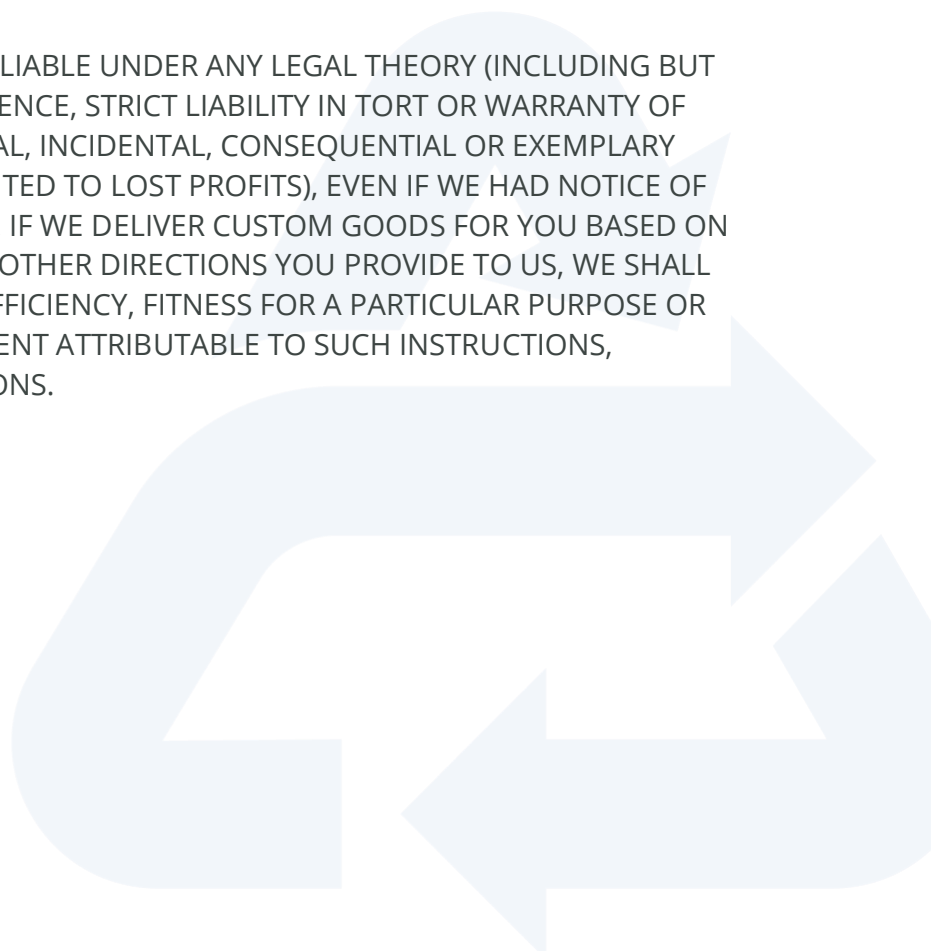 LIABLE UNDER ANY LEGAL THEORY (INCLUDING BUT
ENCE, STRICT LIABILITY IN TORT OR WARRANTY OF
AL, INCIDENTAL, CONSEQUENTIAL OR EXEMPLARY
TED TO LOST PROFITS), EVEN IF WE HAD NOTICE OF
IF WE DELIVER CUSTOM GOODS FOR YOU BASED ON
OTHER DIRECTIONS YOU PROVIDE TO US, WE SHALL
FFICIENCY, FITNESS FOR A PARTICULAR PURPOSE OR
ENT ATTRIBUTABLE TO SUCH INSTRUCTIONS,
ONS.